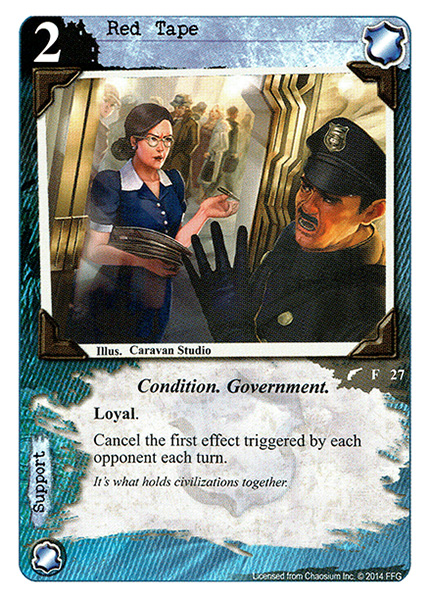 2
Red Tape
Illus. Caravan Studio
F 27
Condition. Government.
Loyal.
Cancel the first effect triggered by each
opponent each turn.
It's what holds civilizations together.
Support
Licensed from Chaosium Inc. © 2014 FFG